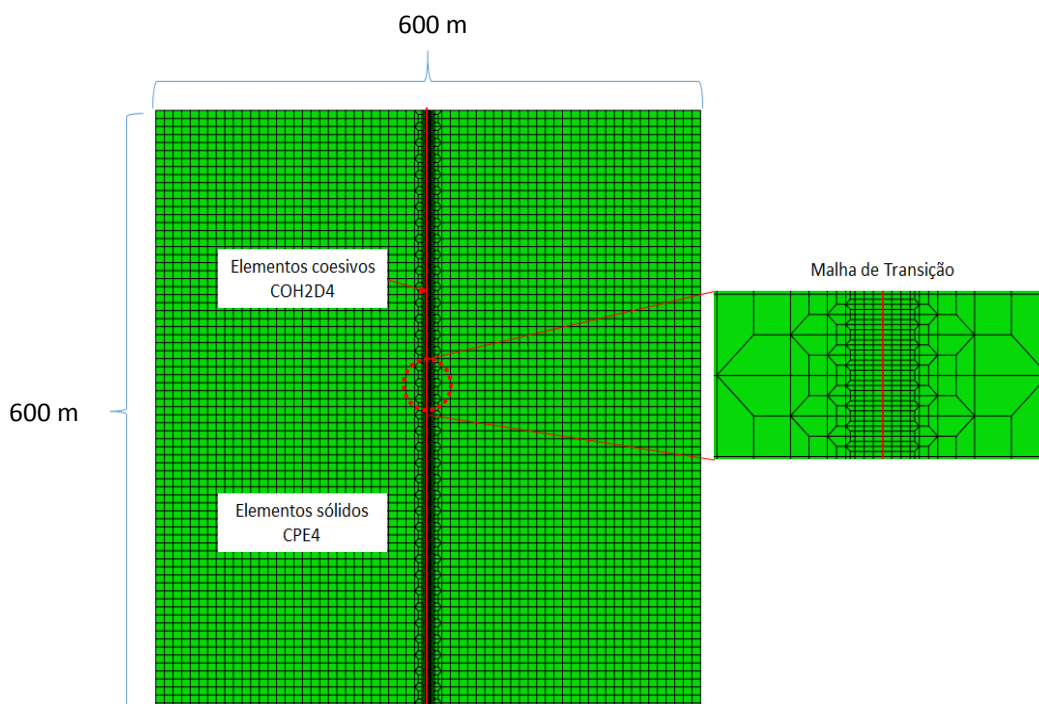 600 m
Elementos coesivos
COH2D4
Malha de Transição
600 m
Elementos sólidos
CPE4